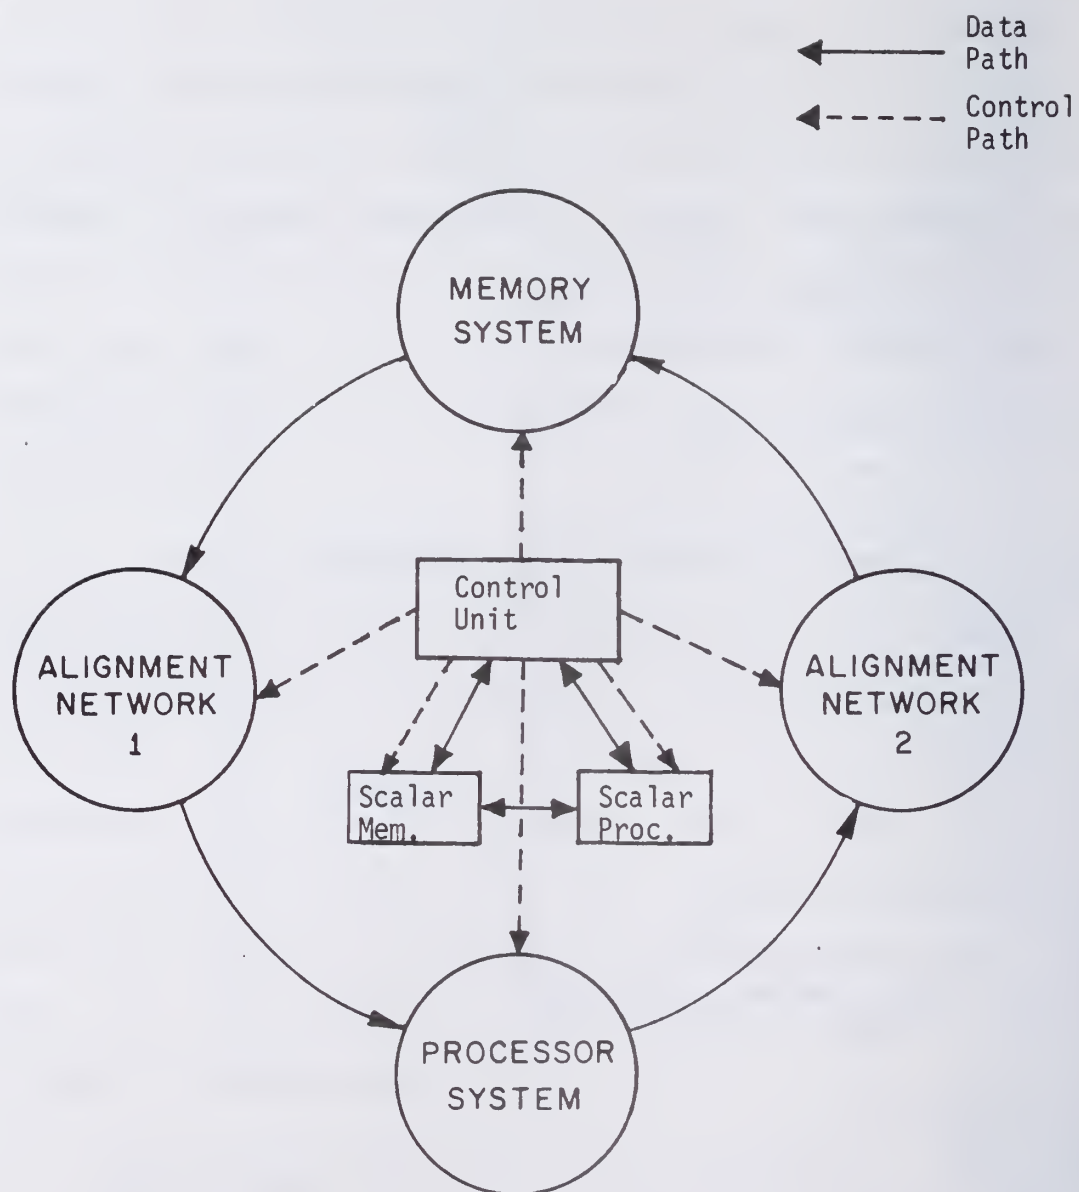 Data
Path
Control
Path
MEMORY
SYSTEM
Control
Unit
ALIGNMENT
NETWORK
1
ALIGNMENT
NETWORK
2
Scalar
Mem.
Scalar
Proc.
PROCESSOR
SYSTEM